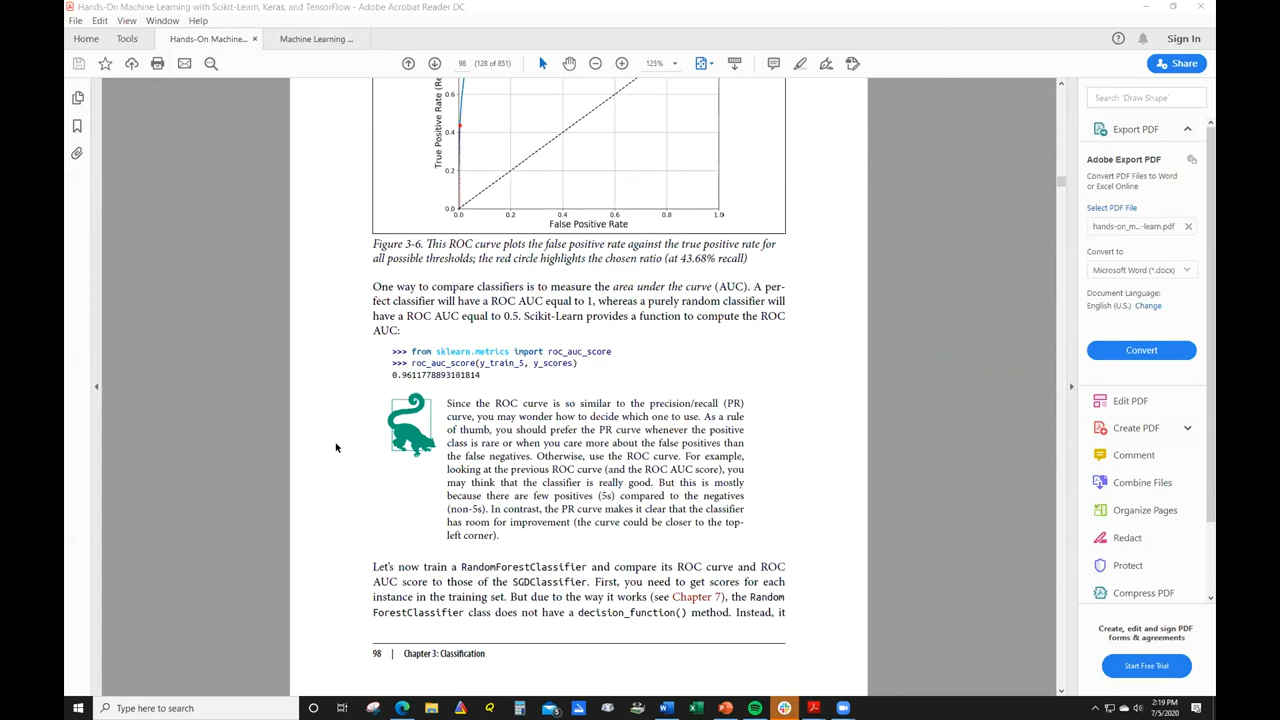 Hands-On Machine Learning with Scikit-Learn, Keras, and TensorFlow - Adobe Acrobat Reader DC
File Edit View Window Help
Home Tools Hands-On Machine... × Machine Learning ... Sign In
98 (128 of 851) 125% Share
True Positive Rate (Re
0.6
0.4
0.2
0.0
0.0 0.2 0.4 0.6 0.8 1.0
False Positive Rate
Figure 3-6. This ROC curve plots the false positive rate against the true positive rate for
all possible thresholds; the red circle highlights the chosen ratio (at 43.68% recall)
One way to compare classifiers is to measure the area under the curve (AUC). A per-
fect classifier will have a ROC AUC equal to 1, whereas a purely random classifier will
have a ROC AUC equal to 0.5. Scikit-Learn provides a function to compute the ROC
AUC:
>>> from sklearn.metrics import roc_auc_score
>>> roc_auc_score(y_train_5, y_scores)
0.9611778893101814
Since the ROC curve is so similar to the precision/recall (PR)
curve, you may wonder how to decide which one to use. As a rule
of thumb, you should prefer the PR curve whenever the positive
class is rare or when you care more about the false positives than
the false negatives. Otherwise, use the ROC curve. For example,
looking at the previous ROC curve (and the ROC AUC score), you
may think that the classifier is really good. But this is mostly
because there are few positives (5s) compared to the negatives
(non-5s). In contrast, the PR curve makes it clear that the classifier
has room for improvement (the curve could be closer to the top-
left corner).
Let's now train a RandomForestClassifier and compare its ROC curve and ROC
AUC score to those of the SGDClassifier. First, you need to get scores for each
instance in the training set. But due to the way it works (see Chapter 7), the Random
ForestClassifier class does not have a decision_function() method. Instead, it
98 | Chapter 3: Classification
Search 'Draw Shape'
Export PDF
Adobe Export PDF
Convert PDF Files to Word
or Excel Online
Select PDF File
hands-on_m...-learn.pdf
Convert to
Microsoft Word (*.docx)
Document Language:
English (U.S.) Change
Convert
Edit PDF
Create PDF
Comment
Combine Files
Organize Pages
Redact
Protect
Compress PDF
Create, edit and sign PDF
forms & agreements
Start Free Trial
Type here to search
2:19 PM
7/5/2020